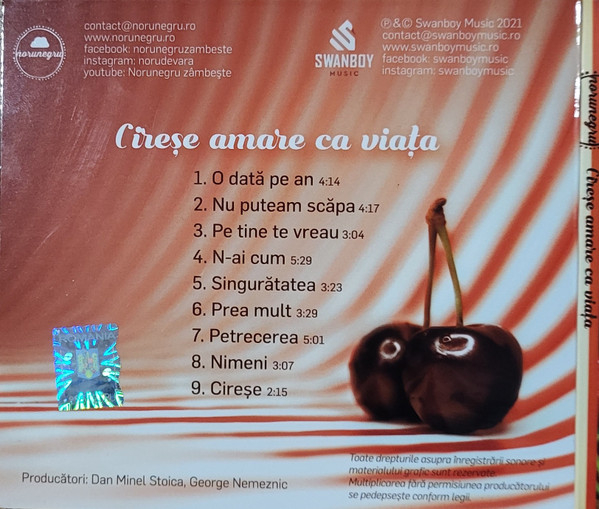 norunegru
contact@norunegru.ro
www.norunegru.ro
facebook: norunegruzambeste
instagram: norudevara
youtube: Norunegru zâmbește
SWANBOY
MUSIC
℗&© Swanboy Music 2021
contact@swanboymusic.ro
www.swanboymusic.ro
facebook: swanboymusic
instagram: swanboymusic
Cireșe amare ca viața
1. O dată pe an 4:14
2. Nu puteam scăpa 4:17
3. Pe tine te vreau 3:04
4. N-ai cum 5:29
5. Singurătatea 3:23
6. Prea mult 3:29
7. Petrecerea 5:01
8. Nimeni 3:07
9. Cireșe 2:15
ROMANIA
Producători: Dan Minel Stoica, George Nemeznic
Toate drepturile asupra înregistrării sonore și
materialului grafic sunt rezervate.
Multiplicarea fără permisiunea producătorului
se pedepsește conform legii.
norunegru
Cireșe amare ca viața